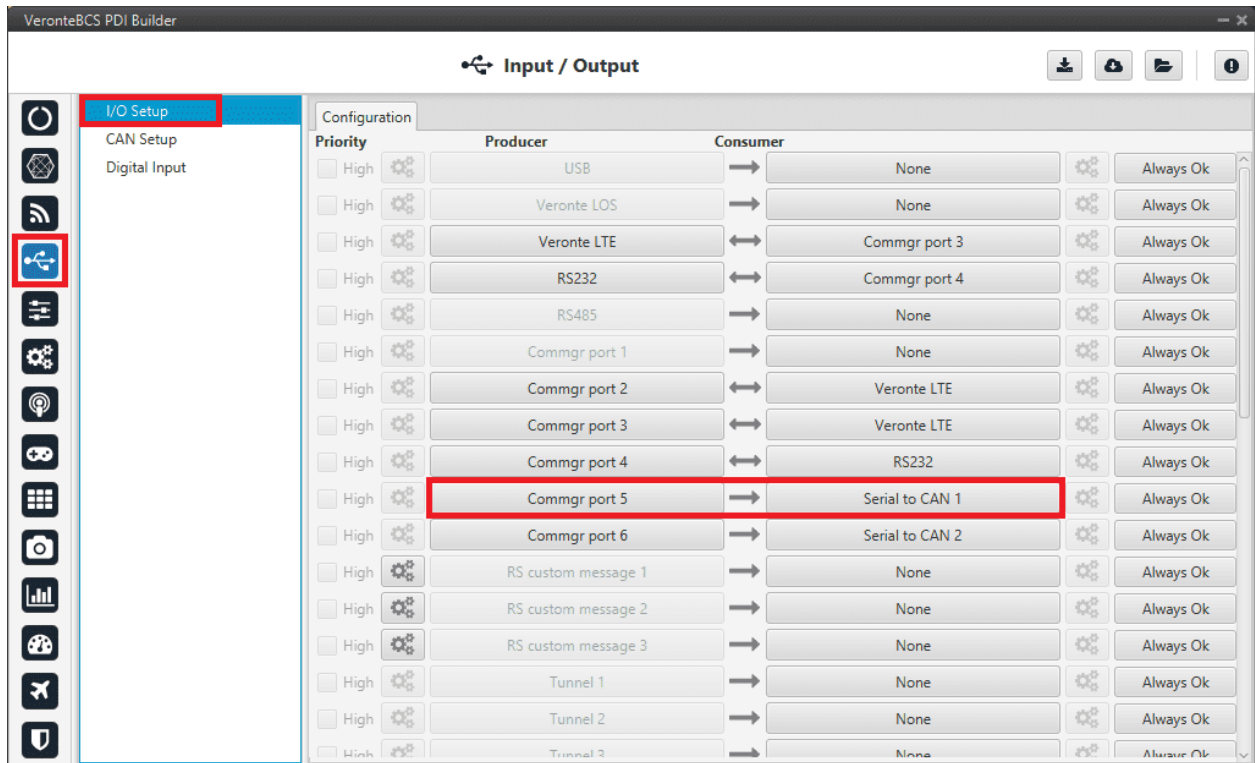 VeronteBCS PDI Builder
Input / Output
I/O Setup
CAN Setup
Digital Input
Configuration
Priority Producer Consumer
High USB None Always Ok
High Veronte LOS None Always Ok
High Veronte LTE Commgr port 3 Always Ok
High RS232 Commgr port 4 Always Ok
High RS485 None Always Ok
High Commgr port 1 None Always Ok
High Commgr port 2 Veronte LTE Always Ok
High Commgr port 3 Veronte LTE Always Ok
High Commgr port 4 RS232 Always Ok
High Commgr port 5 Serial to CAN 1 Always Ok
High Commgr port 6 Serial to CAN 2 Always Ok
High RS custom message 1 None Always Ok
High RS custom message 2 None Always Ok
High RS custom message 3 None Always Ok
High Tunnel 1 None Always Ok
High Tunnel 2 None Always Ok
High Tunnel 3 None Always Ok